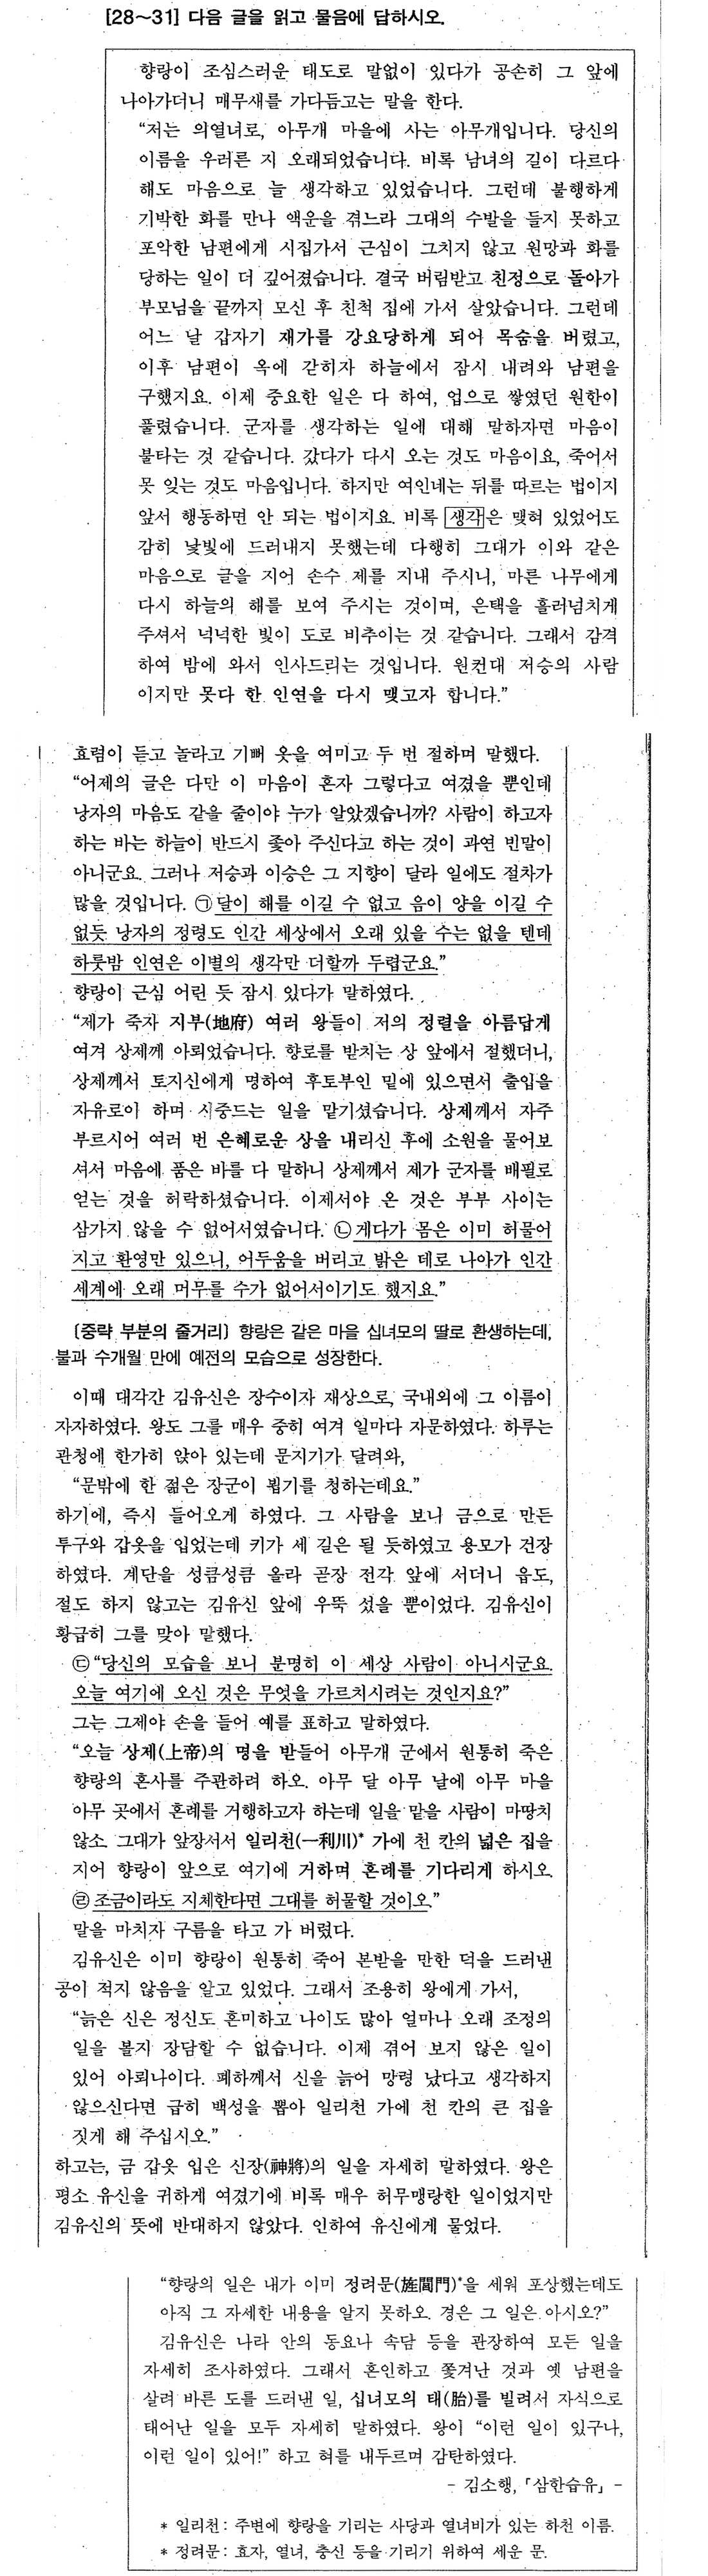 [28~31] 다음 글을 읽고 물음에 답하시오.
향랑이 조심스러운 태도로 말없이 있다가 공손히 그 앞에
나아가더니 매무새를 가다듬고는 말을 한다.
“저는 의열녀로, 아무개 마을에 사는 아무개입니다. 당신의
이름을 우러른 지 오래되었습니다. 비록 남녀의 길이 다르다
해도 마음으로 늘 생각하고 있었습니다. 그런데 불행하게
기박한 화를 만나 액운을 겪느라 그대의 수발을 들지 못하고
포악한 남편에게 시집가서 근심이 그치지 않고 원망과 화를
당하는 일이 더 깊어졌습니다. 결국 버림받고 친정으로 돌아가
부모님을 끝까지 모신 후 친척 집에 가서 살았습니다. 그런데
어느 날 갑자기 재가를 강요당하게 되어 목숨을 버렸고,
이후 남편이 옥에 갇히자 하늘에서 잠시 내려와 남편을
구했지요. 이제 중요한 일은 다 하여, 업으로 쌓였던 원한이
풀렸습니다. 군자를 생각하는 일에 대해 말하자면 마음이
불타는 것 같습니다. 갔다가 다시 오는 것도 마음이요, 죽어서
못 잊는 것도 마음입니다. 하지만 여인네는 뒤를 따르는 법이지
앞서 행동하면 안 되는 법이지요. 비록 생각은 맺혀 있었어도
감히 낯빛에 드러내지 못했는데 다행히 그대가 이와 같은
마음으로 글을 지어 손수 제를 지내 주시니, 마른 나무에게
다시 하늘의 해를 보여 주시는 것이며, 은택을 흘러넘치게
주셔서 넉넉한 빛이 도로 비추이는 것 같습니다. 그래서 감격
하여 밤에 와서 인사드리는 것입니다. 원컨대 저승의 사람
이지만 못다 한 인연을 다시 맺고자 합니다.”
효렴이 듣고 놀라고 기뻐 옷을 여미고 두 번 절하며 말했다.
“어제의 글은 다만 이 마음이 혼자 그렇다고 여겼을 뿐인데
낭자의 마음도 같을 줄이야 누가 알았겠습니까? 사람이 하고자
하는 바는 하늘이 반드시 좇아 주신다고 하는 것이 과연 빈말이
아니군요. 그러나 저승과 이승은 그 지향이 달라 일에도 절차가
많을 것입니다. ㉠달이 해를 이길 수 없고 음이 양을 이길 수
없듯 낭자의 정령도 인간 세상에서 오래 있을 수는 없을 텐데
하룻밤 인연은 이별의 생각만 더할까 두렵군요.”
향랑이 근심 어린 듯 잠시 있다가 말하였다.
“제가 죽자 지부(地府) 여러 왕들이 저의 정렬을 아름답게
여겨 상제께 아뢰었습니다. 향로를 받치는 상 앞에서 절했더니,
상제께서 토지신에게 명하여 후토부인 밑에 있으면서 출입을
자유로이 하며 시중드는 일을 맡기셨습니다. 상제께서 자주
부르시어 여러 번 은혜로운 상을 내리신 후에 소원을 물어보
셔서 마음에 품은 바를 다 말하니 상제께서 제가 군자를 배필로
얻는 것을 허락하셨습니다. 이제서야 온 것은 부부 사이는
삼가지 않을 수 없어서였습니다. ㉡게다가 몸은 이미 허물어
지고 환영만 있으니, 어두움을 버리고 밝은 데로 나아가 인간
세계에 오래 머무를 수가 없어서이기도 했지요.”
〔중략 부분의 줄거리〕 향랑은 같은 마을 십녀모의 딸로 환생하는데,
불과 수개월 만에 예전의 모습으로 성장한다.
이때 대각간 김유신은 장수이자 재상으로, 국내외에 그 이름이
자자하였다. 왕도 그를 매우 중히 여겨 일마다 자문하였다. 하루는
관청에 한가히 앉아 있는데 문지기가 달려와,
“문밖에 한 젊은 장군이 뵙기를 청하는데요.”
하기에, 즉시 들어오게 하였다. 그 사람을 보니 금으로 만든
투구와 갑옷을 입었는데 키가 세 길은 될 듯하였고 용모가 건장
하였다. 계단을 성큼성큼 올라 곧장 전각 앞에 서더니 읍도,
절도 하지 않고는 김유신 앞에 우뚝 섰을 뿐이었다. 김유신이
황급히 그를 맞아 말했다.
㉢“당신의 모습을 보니 분명히 이 세상 사람이 아니시군요.
오늘 여기에 오신 것은 무엇을 가르치시려는 것인지요?”
그는 그제야 손을 들어 예를 표하고 말하였다.
“오늘 상제(上帝)의 명을 받들어 아무개 군에서 원통히 죽은
향랑의 혼사를 주관하려 하오. 아무 달 아무 날에 아무 마을
아무 곳에서 혼례를 거행하고자 하는데 일을 맡을 사람이 마땅치
않소. 그대가 앞장서서 일리천(一利川)* 가에 천 칸의 넓은 집을
지어 향랑이 앞으로 여기에 거하며 혼례를 기다리게 하시오.
㉣조금이라도 지체한다면 그대를 허물할 것이오.”
말을 마치자 구름을 타고 가 버렸다.
김유신은 이미 향랑이 원통히 죽어 본받을 만한 덕을 드러낸
공이 적지 않음을 알고 있었다. 그래서 조용히 왕에게 가서,
“늙은 신은 정신도 혼미하고 나이도 많아 얼마나 오래 조정의
일을 볼지 장담할 수 없습니다. 이제 겪어 보지 않은 일이
있어 아뢰나이다. 폐하께서 신을 늙어 망령 났다고 생각하지
않으신다면 급히 백성을 뽑아 일리천 가에 천 칸의 큰 집을
짓게 해 주십시오.”
하고는, 금 갑옷 입은 신장(神將)의 일을 자세히 말하였다. 왕은
평소 유신을 귀하게 여겼기에 비록 매우 허무맹랑한 일이었지만
김유신의 뜻에 반대하지 않았다. 인하여 유신에게 물었다.
“향랑의 일은 내가 이미 정려문(旌閭門)*을 세워 포상했는데도
아직 그 자세한 내용을 알지 못하오. 경은 그 일은 아시오?”
김유신은 나라 안의 동요나 속담 등을 관장하여 모든 일을
자세히 조사하였다. 그래서 혼인하고 쫓겨난 것과 옛 남편을
살려 바른 도를 드러낸 일, 십녀모의 태(胎)를 빌려서 자식으로
태어난 일을 모두 자세히 말하였다. 왕이 “이런 일이 있구나,
이런 일이 있어!” 하고 혀를 내두르며 감탄하였다.
- 김소행, 「삼한습유」 -
* 일리천 : 주변에 향랑을 기리는 사당과 열녀비가 있는 하천 이름.
* 정려문 : 효자, 열녀, 충신 등을 기리기 위하여 세운 문.